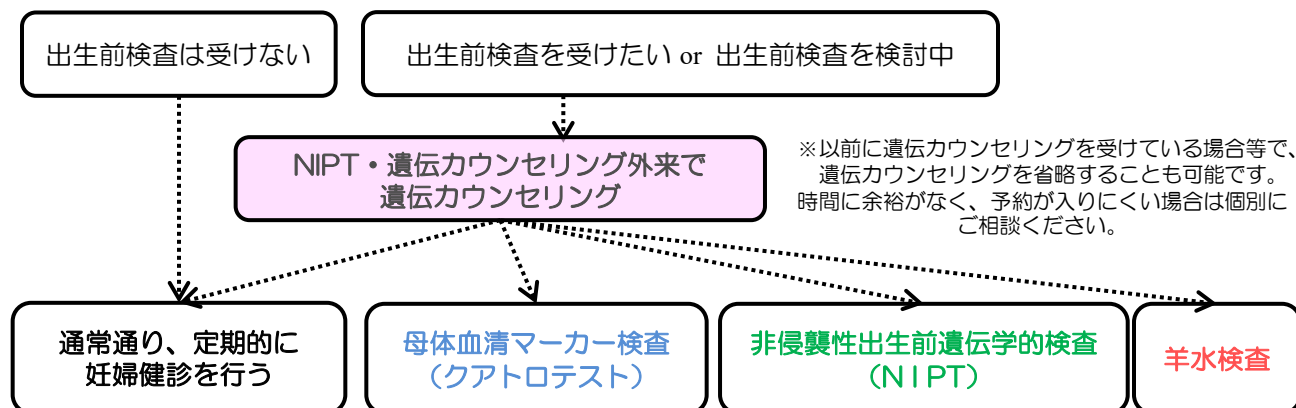 出生前検査は受けない
出生前検査を受けたい or 出生前検査を検討中
NIPT・遺伝カウンセリング外来で
遺伝カウンセリング
※以前に遺伝カウンセリングを受けている場合等で、
遺伝カウンセリングを省略することも可能です。
時間に余裕がなく、予約が入りにくい場合は個別に
ご相談ください。
通常通り、定期的に
妊婦健診を行う
母体血清マーカー検査
（クアトロテスト）
非侵襲性出生前遺伝学的検査
（NIPT）
羊水検査